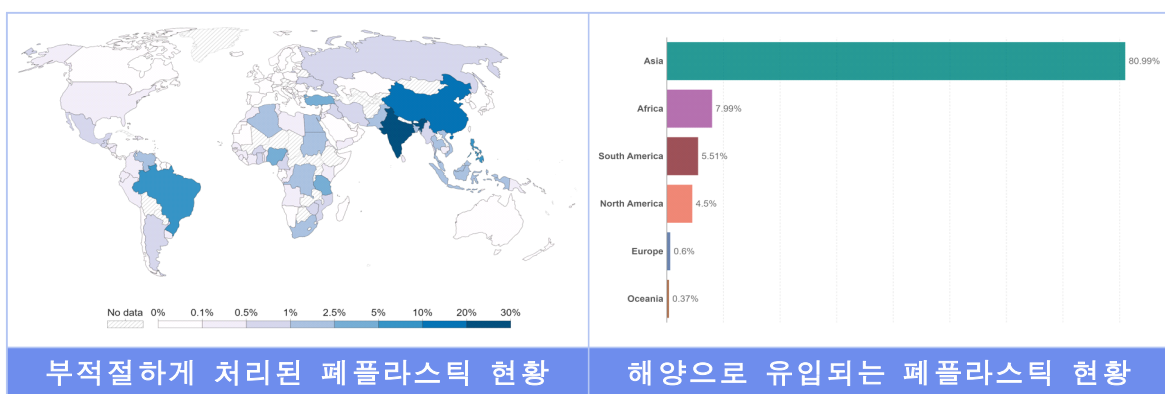 No data 0% 0.1% 0.5% 1% 2.5% 5% 10% 20% 30%
부적절하게 처리된 폐플라스틱 현황
Asia 80.99%
Africa 7.99%
South America 5.51%
North America 4.5%
Europe 0.6%
Oceania 0.37%
해양으로 유입되는 폐플라스틱 현황